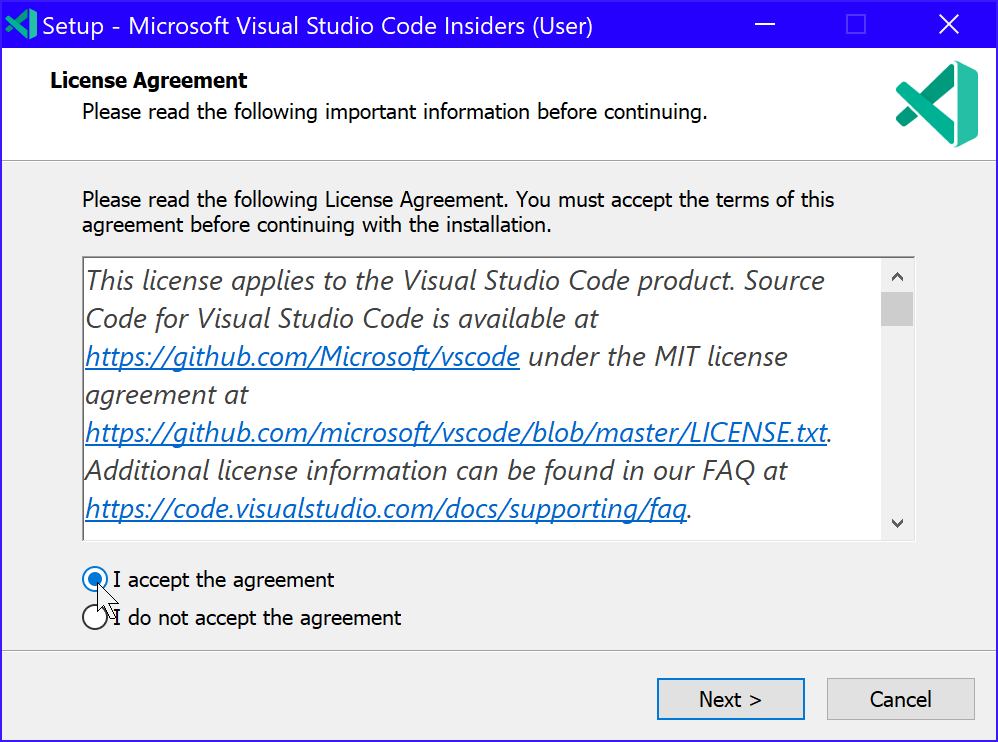 Setup - Microsoft Visual Studio Code Insiders (User)
License Agreement
Please read the following important information before continuing.
Please read the following License Agreement. You must accept the terms of this
agreement before continuing with the installation.
This license applies to the Visual Studio Code product. Source
Code for Visual Studio Code is available at
https://github.com/Microsoft/vscode under the MIT license
agreement at
https://github.com/microsoft/vscode/blob/master/LICENSE.txt.
Additional license information can be found in our FAQ at
https://code.visualstudio.com/docs/supporting/faq.
I accept the agreement
I do not accept the agreement
Next >
Cancel